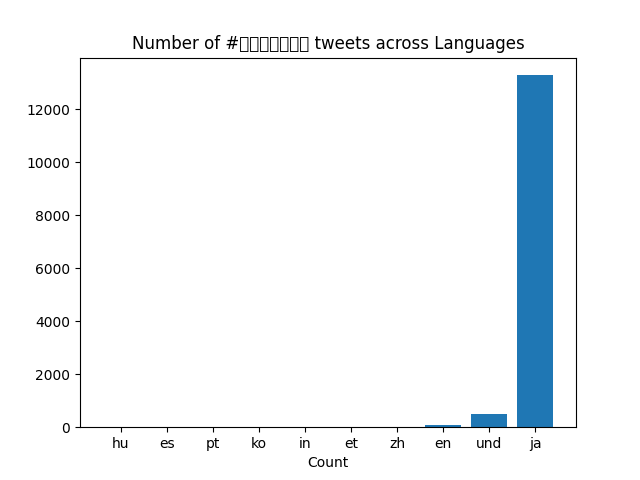 Number of #▯▯▯▯▯▯▯ tweets across Languages
12000
10000
8000
6000
4000
2000
0
hu es pt ko in et zh en und ja
Count